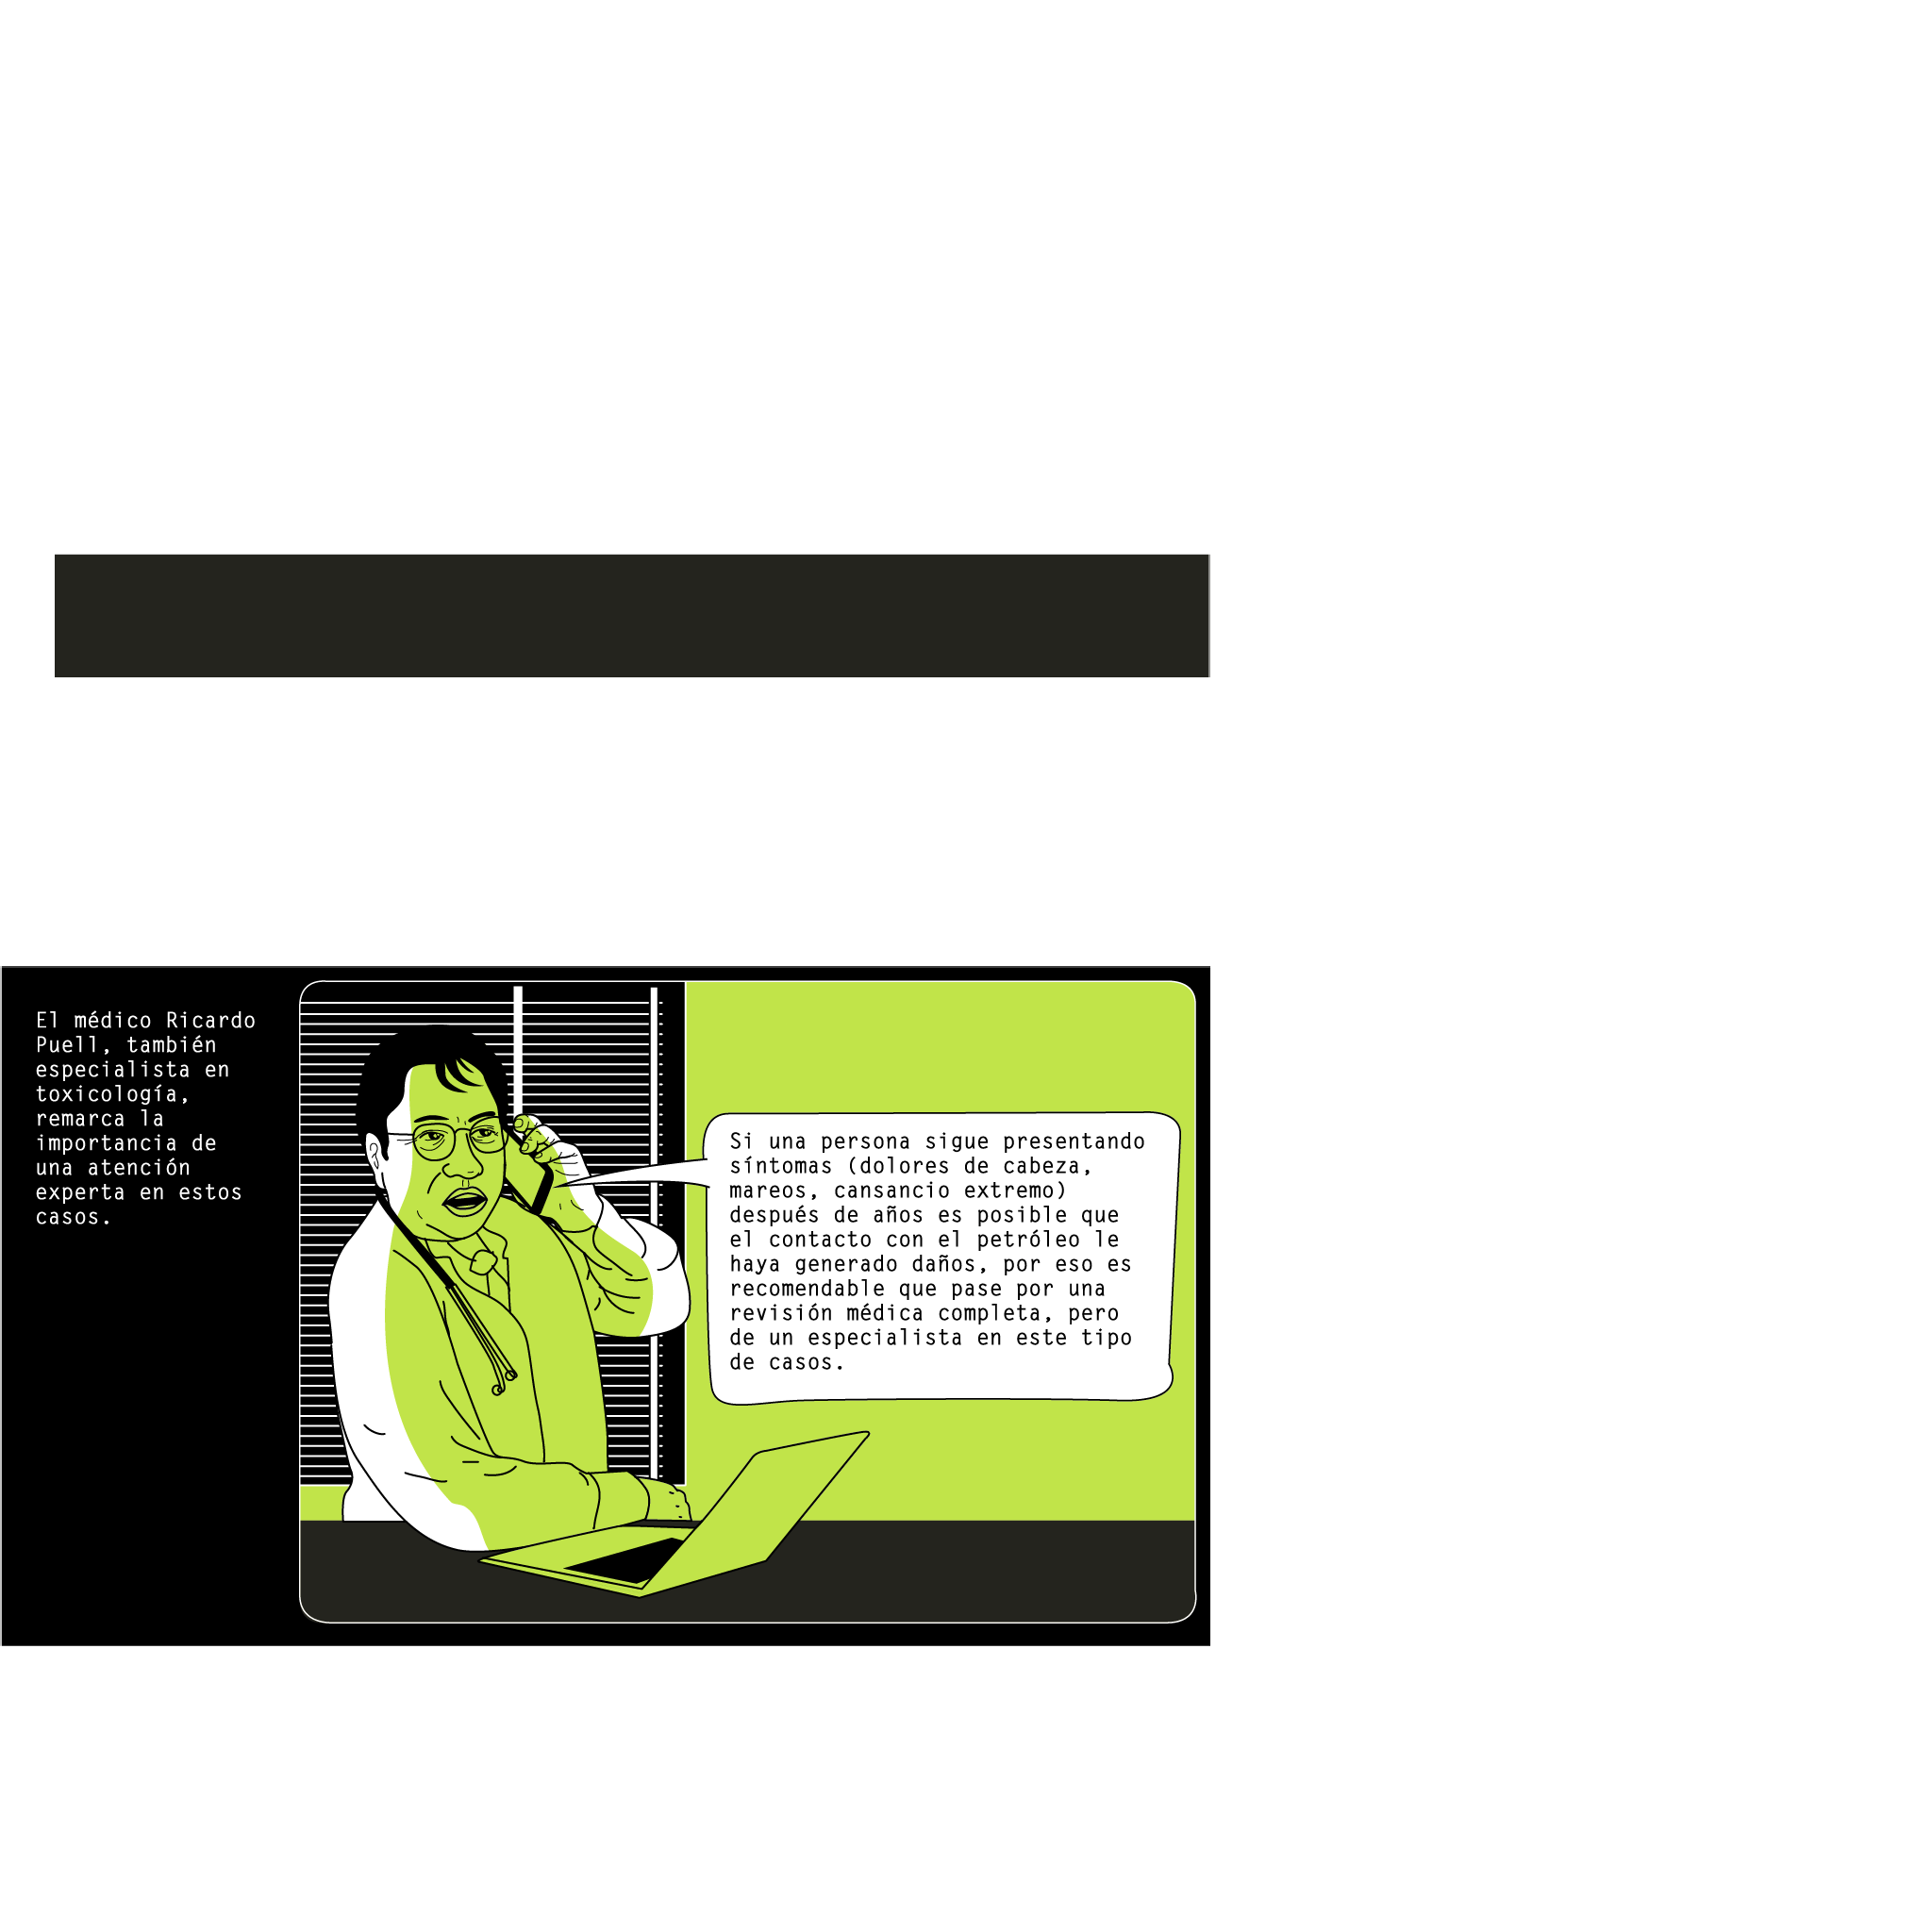 El médico Ricardo
Puell, también
especialista en
toxicología,
remarca la
importancia de
una atención
experta en estos
casos.
Si una persona sigue presentando
síntomas (dolores de cabeza,
mareos, cansancio extremo)
después de años es posible que
el contacto con el petróleo le
haya generado daños, por eso es
recomendable que pase por una
revisión médica completa, pero
de un especialista en este tipo
de casos.